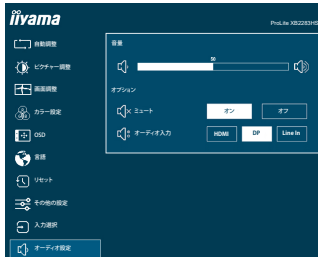 iiyama
ProLite XB2283HS
自動調整
ピクチャー調整
画面調整
カラー設定
OSD
言語
リセット
その他の設定
入力選択
オーディオ設定
音量
50
オプション
ミュート
オン
オフ
オーディオ入力
HDMI
DP
Line In